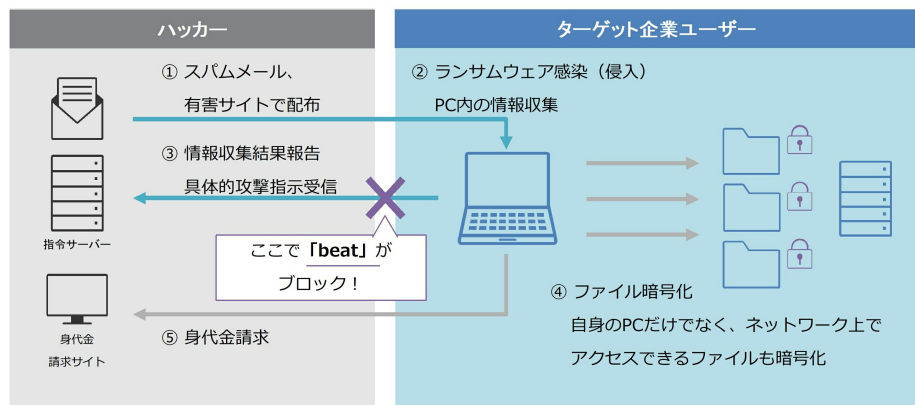 ハッカー
ターゲット企業ユーザー
① スパムメール、
有害サイトで配布
② ランサムウェア感染（侵入）
PC内の情報収集
③ 情報収集結果報告
具体的攻撃指示受信
指令サーバー
ここで「beat」が
ブロック！
④ ファイル暗号化
自身のPCだけでなく、ネットワーク上で
アクセスできるファイルも暗号化
⑤ 身代金請求
身代金
請求サイト